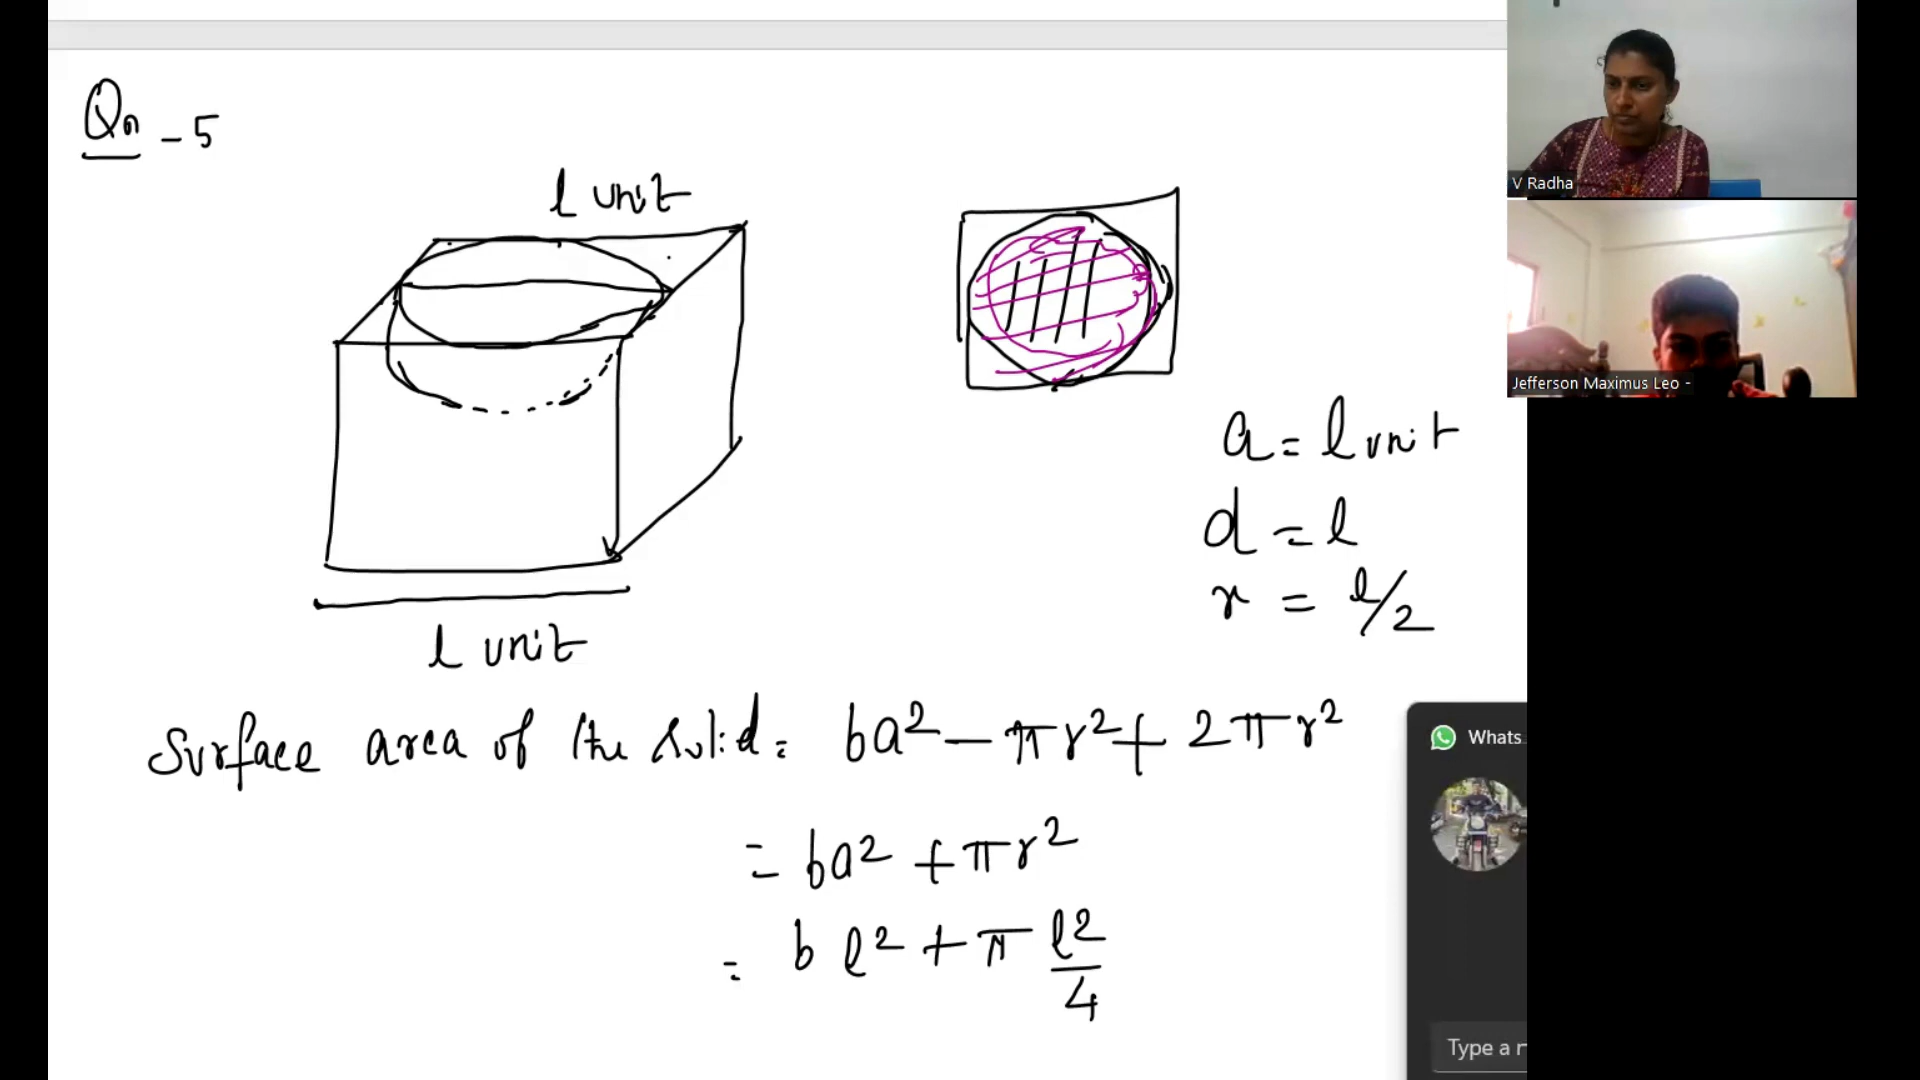 Qn - 5
l unit
l unit
a = l unit
d = l
r = l/2
Surface area of the solid = 6a² - πr² + 2πr²
= 6a² + πr²
= 6 l² + π l²/4
V Radha
Jefferson Maximus Leo -
Whats
Type a